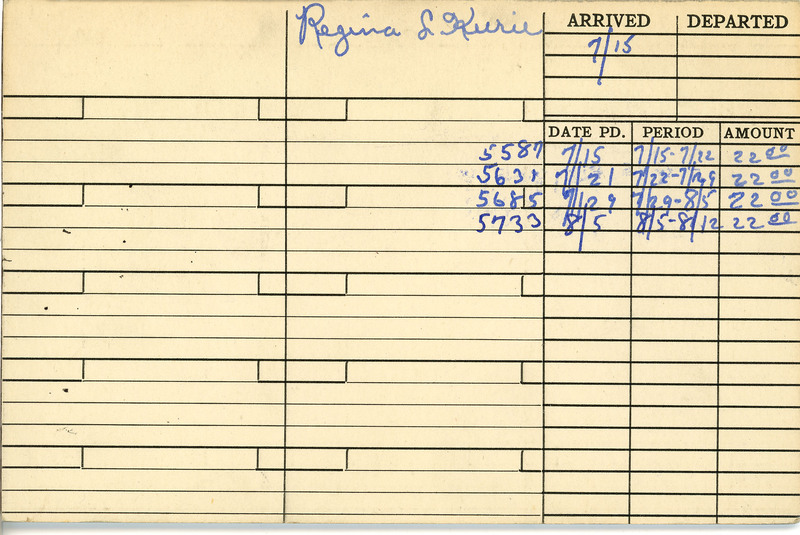 Regina L Kurie
ARRIVED DEPARTED
7/15
DATE PD. PERIOD AMOUNT
5587 7/15 7/15-7/22 22 00
5631 7/21 7/22-7/29 22 00
5685 7/29 7/29-8/5 22 00
5733 8/5 8/5-8/12 22 00